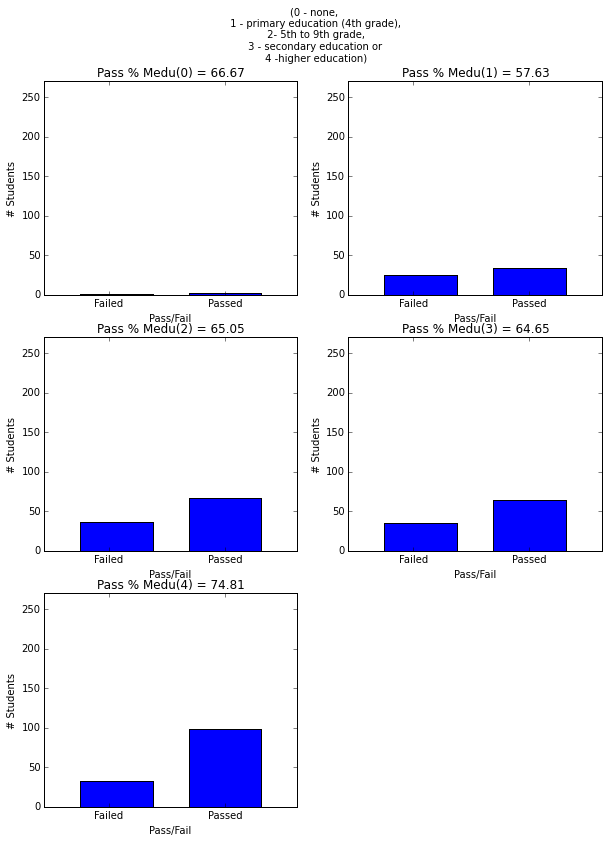 (0 - none,
1 - primary education (4th grade),
2- 5th to 9th grade,
3 - secondary education or
4 -higher education)
Pass % Medu(0) = 66.67
250
200
150
100
50
0
# Students
Failed Passed
Pass/Fail
Pass % Medu(1) = 57.63
250
200
150
100
50
0
# Students
Failed Passed
Pass/Fail
Pass % Medu(2) = 65.05
250
200
150
100
50
0
# Students
Failed Passed
Pass/Fail
Pass % Medu(3) = 64.65
250
200
150
100
50
0
# Students
Failed Passed
Pass/Fail
Pass % Medu(4) = 74.81
250
200
150
100
50
0
# Students
Failed Passed
Pass/Fail